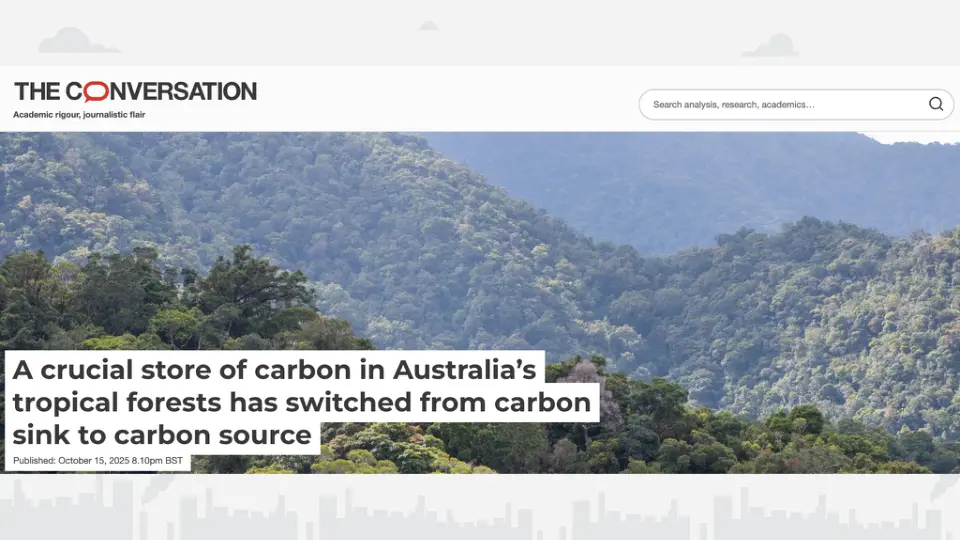 THE CONVERSATION
Academic rigour, journalistic flair
Search analysis, research, academics...
A crucial store of carbon in Australia’s
tropical forests has switched from carbon
sink to carbon source
Published: October 15, 2025 8.10pm BST